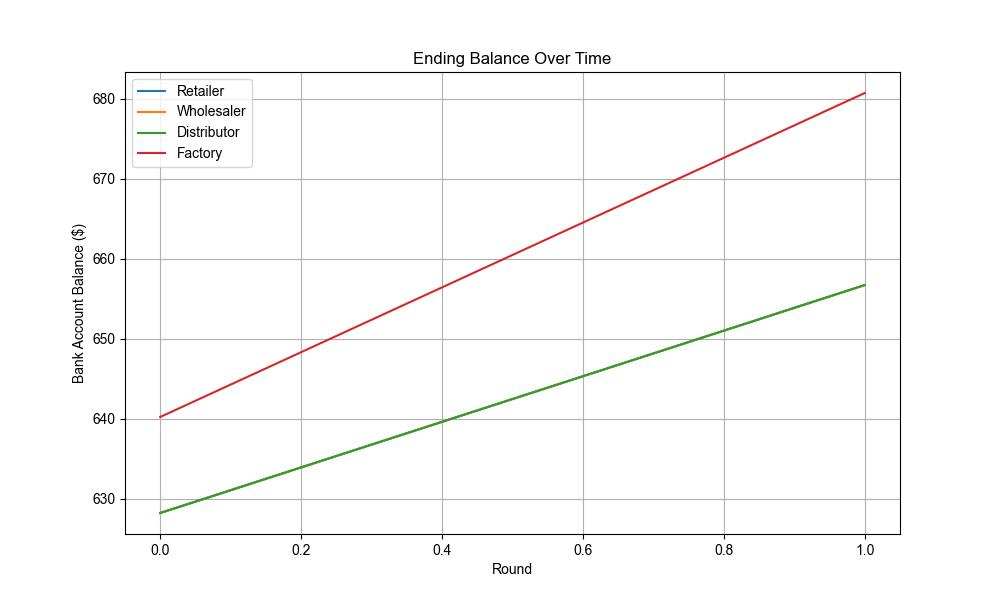 Ending Balance Over Time
Retailer
Wholesaler
Distributor
Factory
Bank Account Balance ($)
680
670
660
650
640
630
0.0 0.2 0.4 0.6 0.8 1.0
Round